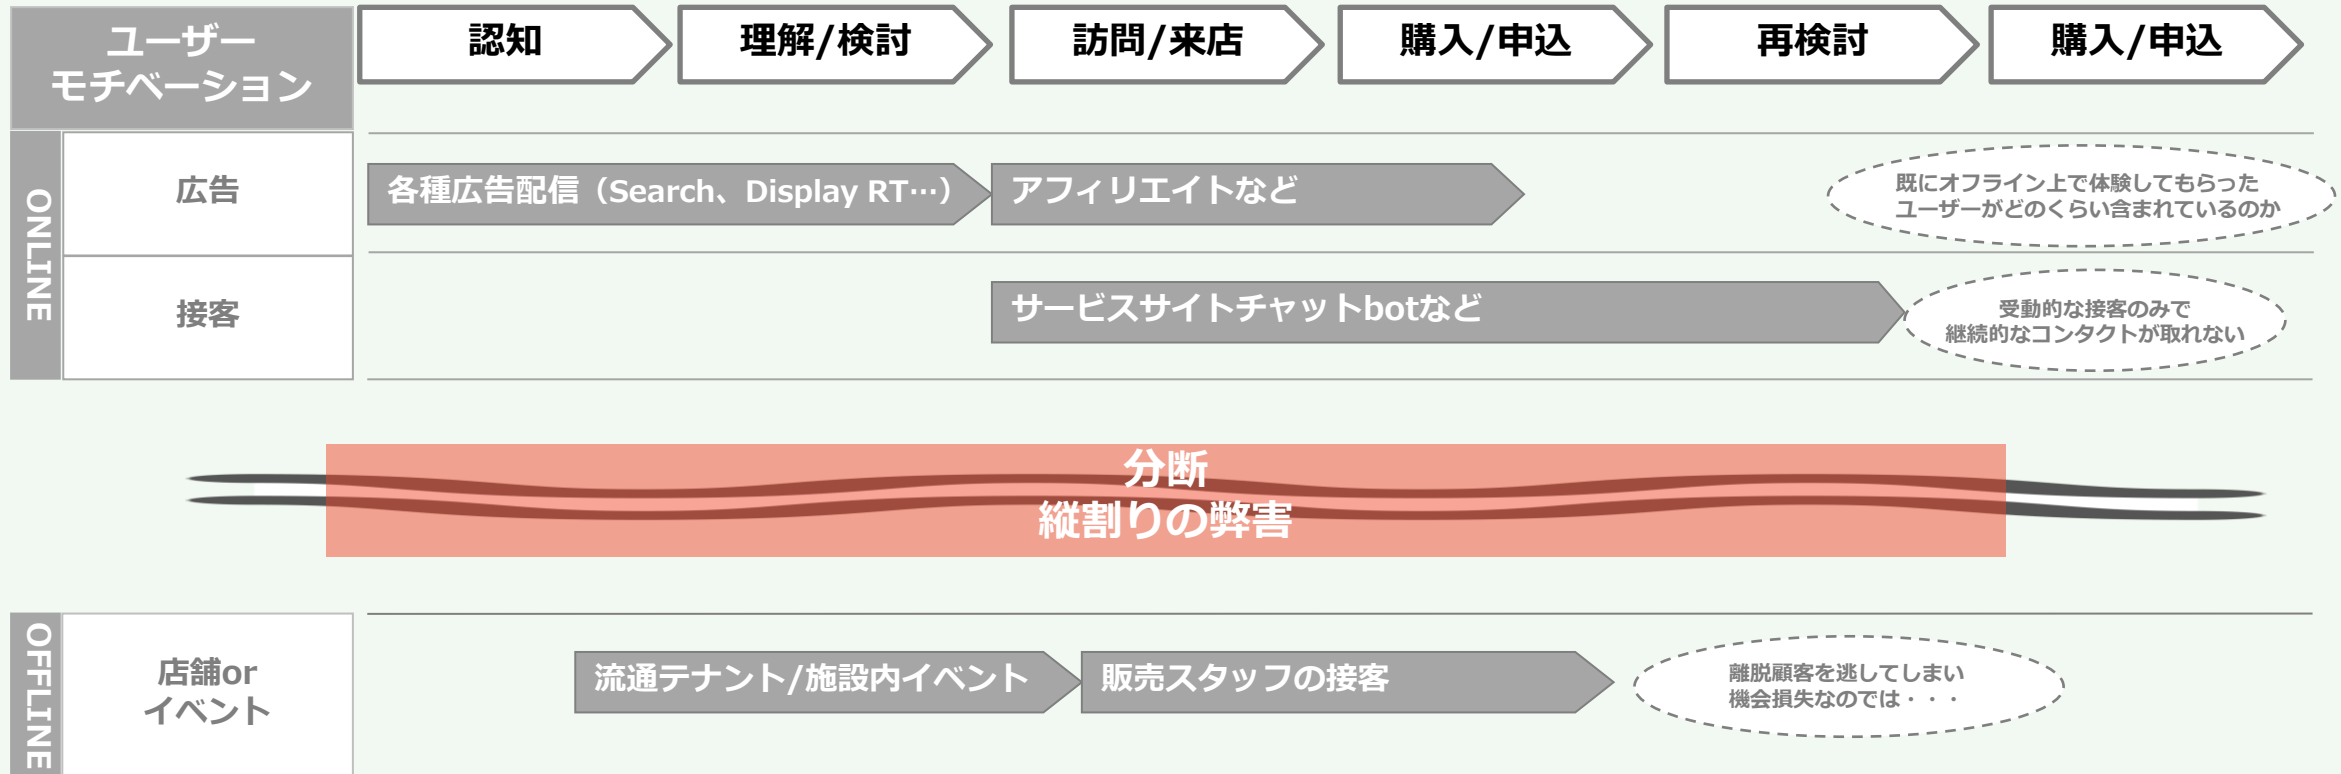 ユーザー
モチベーション
認知
理解/検討
訪問/来店
購入/申込
再検討
購入/申込
ONLINE
広告
各種広告配信（Search、Display RT…）
アフィリエイトなど
既にオフライン上で体験してもらった
ユーザーがどのくらい含まれているのか
接客
サービスサイトチャットbotなど
受動的な接客のみで
継続的なコンタクトが取れない
分断
縦割りの弊害
OFFLINE
店舗or
イベント
流通テナント/施設内イベント
販売スタッフの接客
離脱顧客を逃してしまい
機会損失なのでは・・・